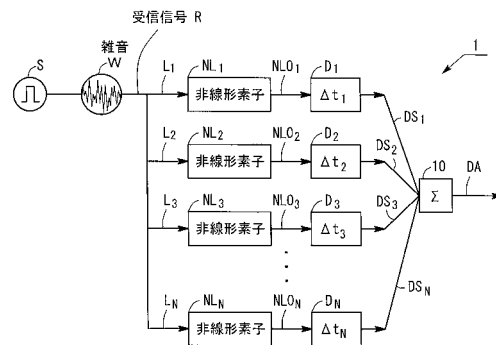 受信信号 R
1
S
雑音
W
L1 NL1 NLO1 D1
非線形素子 Δt1
DS1
L2 NL2 NLO2 D2
非線形素子 Δt2
DS2
10
DA
Σ
L3 NL3 NLO3 D3
非線形素子 Δt3
DS3
LN NLN NLON DN
非線形素子 ΔtN
DSN